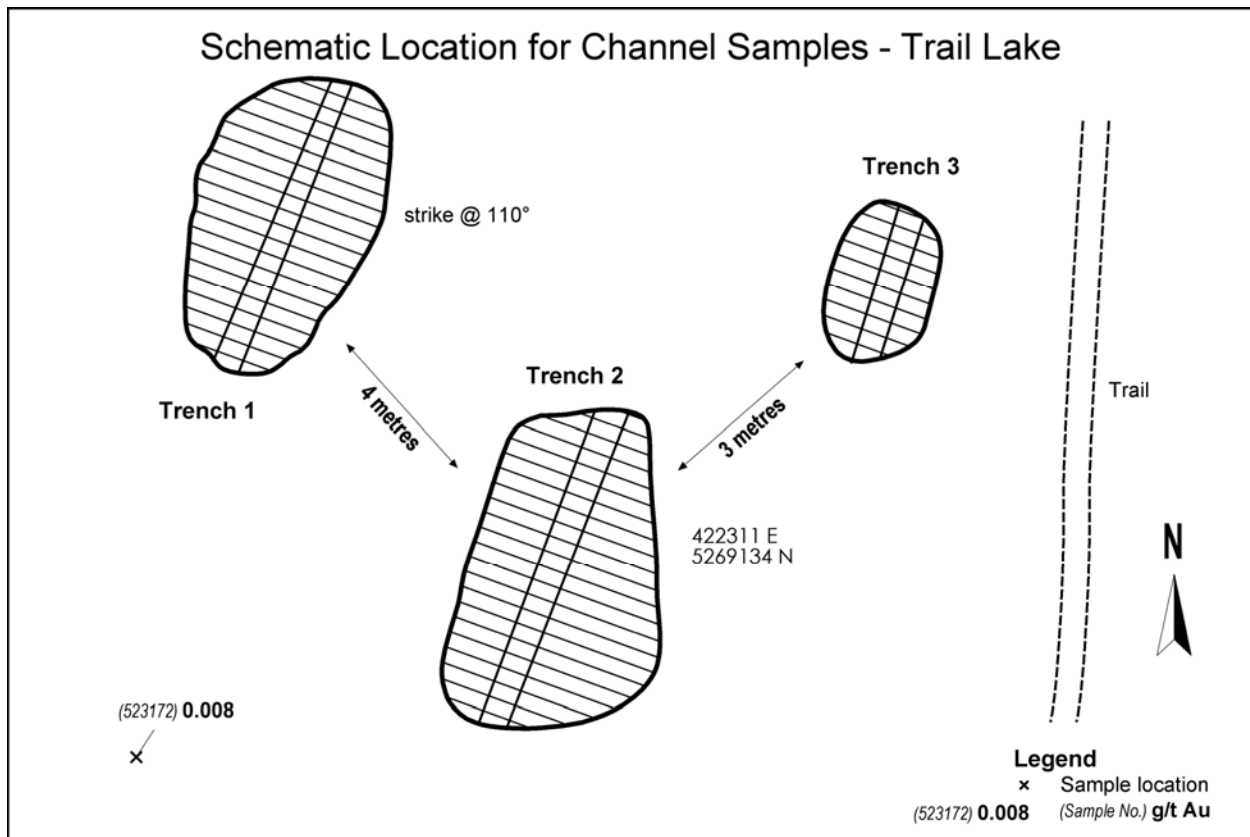 Schematic Location for Channel Samples - Trail Lake
Trench 3
strike @ 110°
Trench 1
4 metres
Trench 2
3 metres
Trail
422311 E
5269134 N
N
(523172) 0.008
Legend
× Sample location
(523172) 0.008 (Sample No.) g/t Au